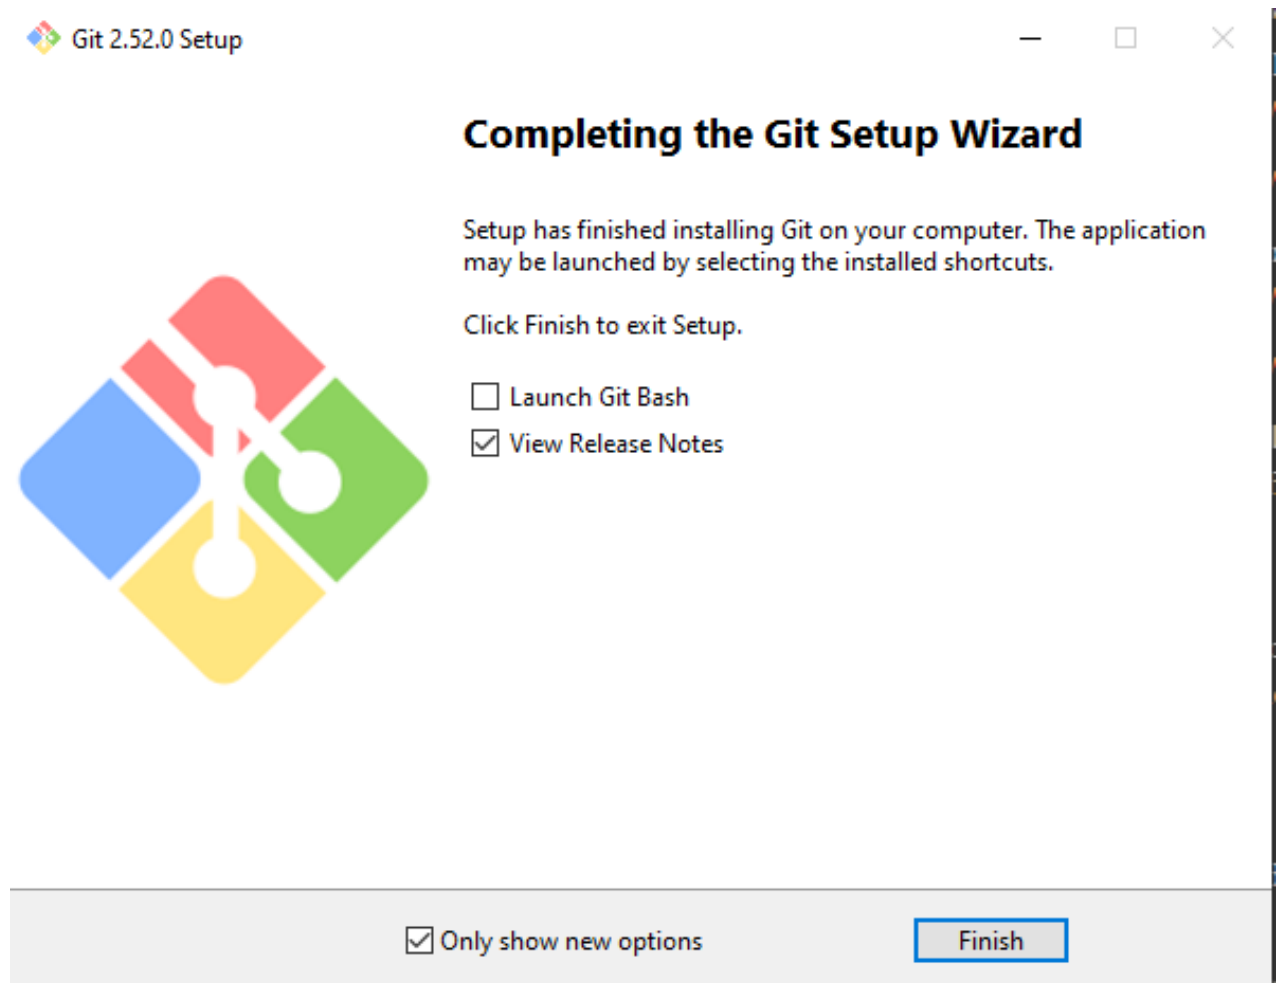 Git 2.52.0 Setup
Completing the Git Setup Wizard
Setup has finished installing Git on your computer. The application
may be launched by selecting the installed shortcuts.
Click Finish to exit Setup.
Launch Git Bash
View Release Notes
Only show new options
Finish